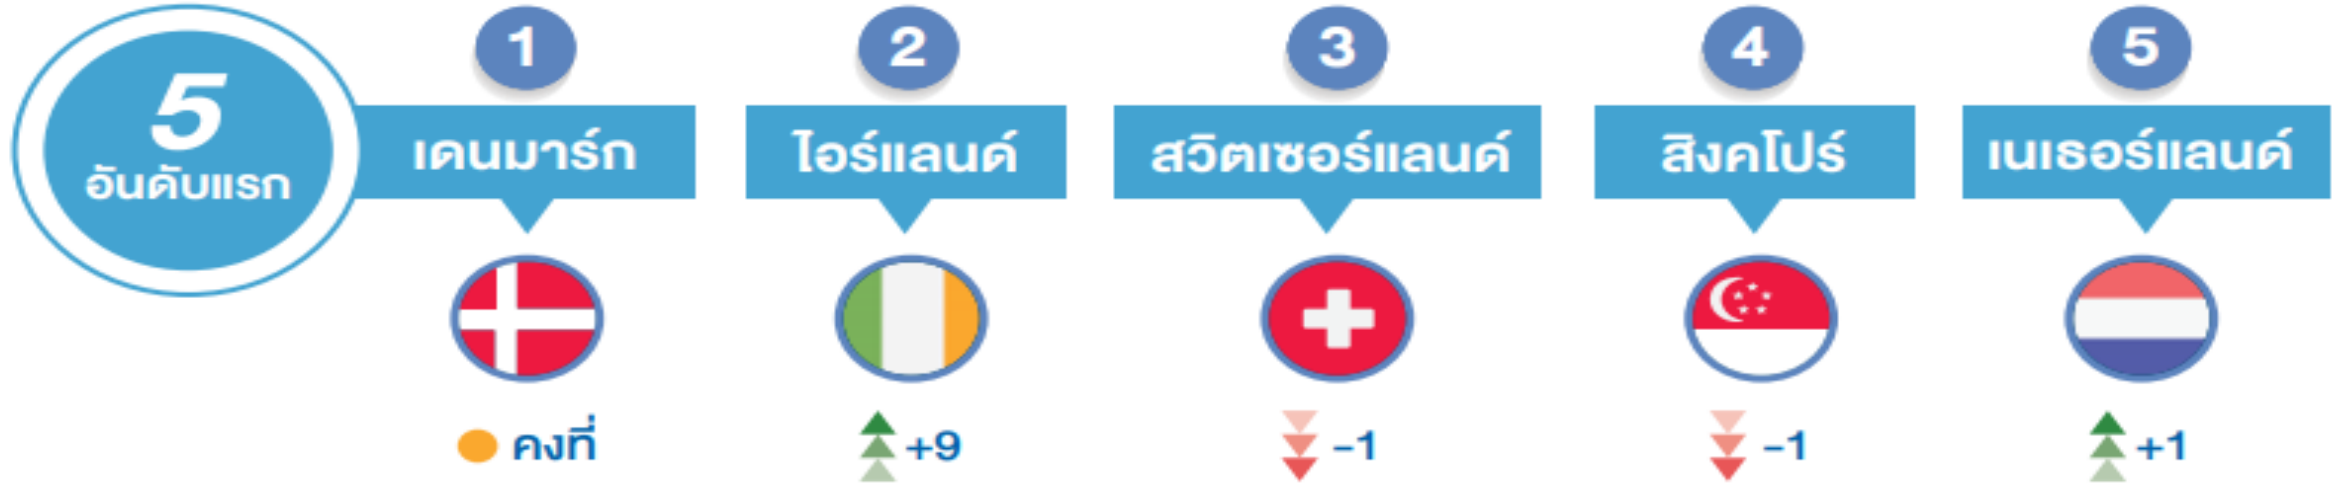 5
อันดับแรก
1 2 3 4 5
เดนมาร์ก ไอร์แลนด์ สวิตเซอร์แลนด์ สิงคโปร์ เนเธอร์แลนด์
คงที่ +9 -1 -1 +1